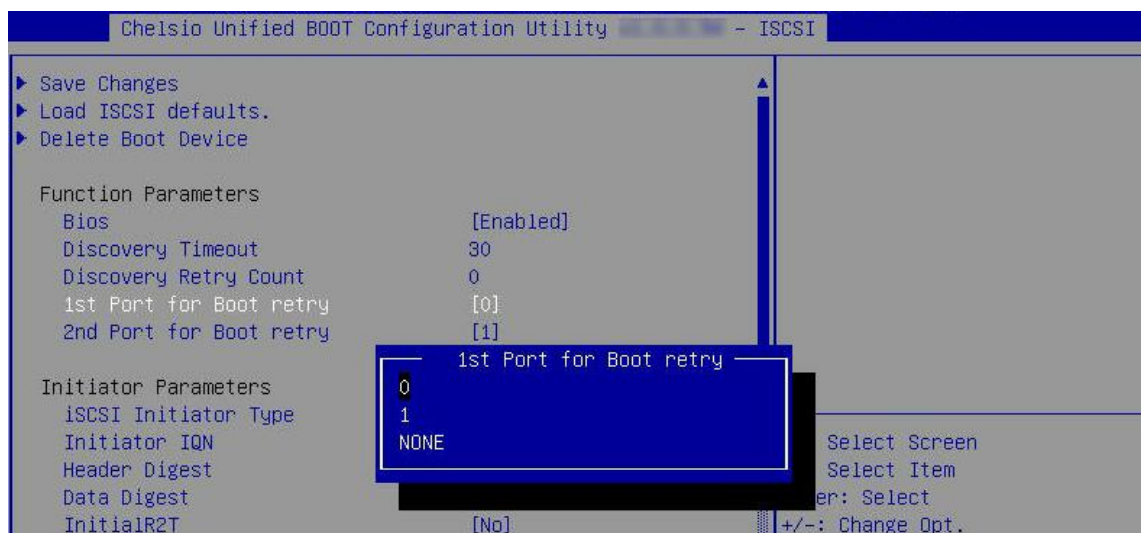 Chelsio Unified BOOT Configuration Utility - ISCSI
Save Changes
Load ISCSI defaults.
Delete Boot Device
Function Parameters
Bios [Enabled]
Discovery Timeout 30
Discovery Retry Count 0
1st Port for Boot retry [0]
2nd Port for Boot retry [1]
1st Port for Boot retry
0
1
NONE
Initiator Parameters
iSCSI Initiator Type
Initiator IQN
Header Digest
Data Digest
InitialR2T [No]
Select Screen
Select Item
er: Select
+/-: Change Opt.